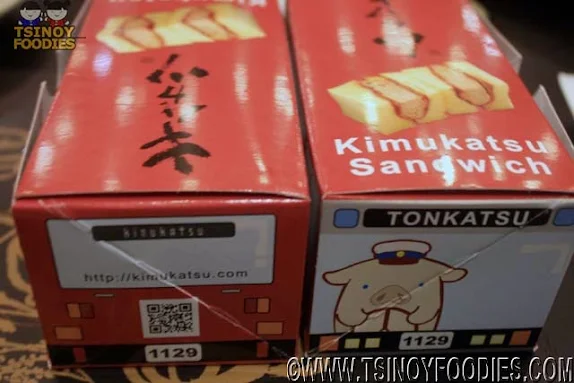 TSINOY
FOODIES
Kimukatsu
Sandwich
Kimukatsu
http://kimukatsu.com
1129
TONKATSU
1129
©WWW.TSINOYFOODIES.COM